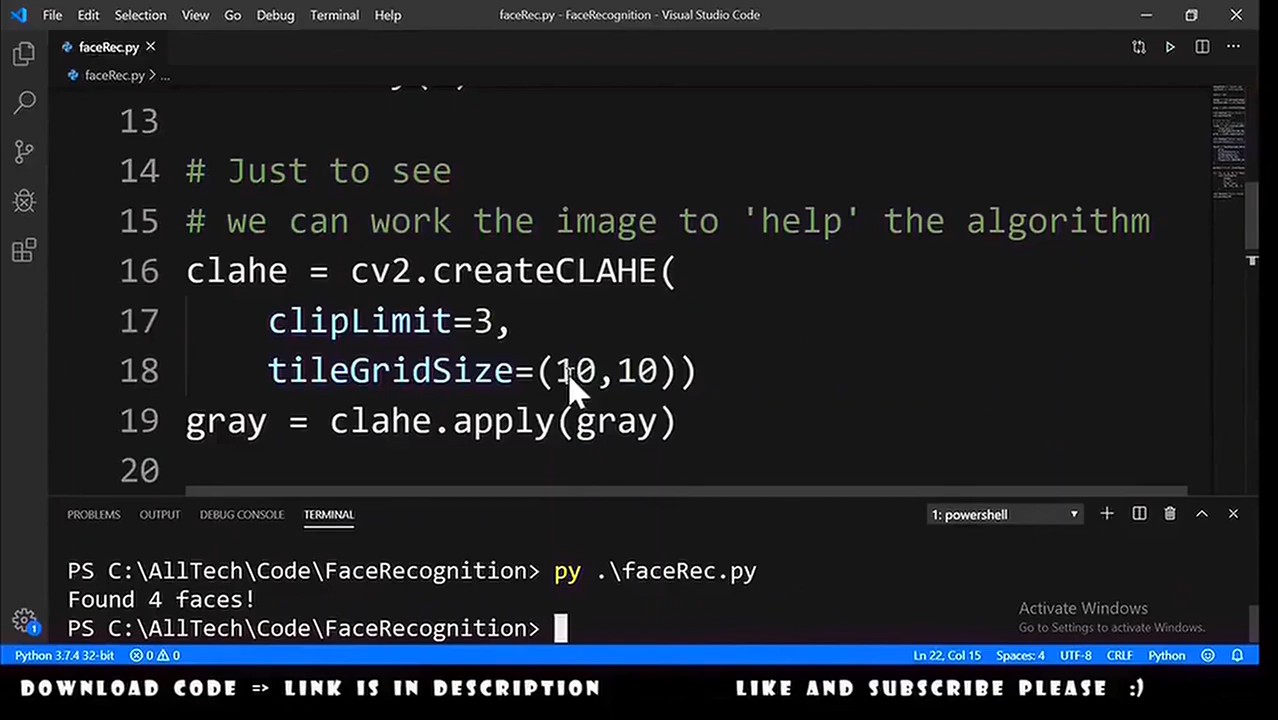 File Edit Selection View Go Debug Terminal Help faceRec.py - FaceRecognition - Visual Studio Code
faceRec.py
faceRec.py > ...
13
14 # Just to see
15 # we can work the image to 'help' the algorithm
16 clahe = cv2.createCLAHE(
17 clipLimit=3,
18 tileGridSize=(10,10))
19 gray = clahe.apply(gray)
20
PROBLEMS OUTPUT DEBUG CONSOLE TERMINAL 1: powershell
PS C:\AllTech\Code\FaceRecognition> py .\faceRec.py
Found 4 faces!
PS C:\AllTech\Code\FaceRecognition>
Activate Windows
Go to Settings to activate Windows.
1
Python 3.7.4 32-bit 0 0 Ln 22, Col 15 Spaces: 4 UTF-8 CRLF Python
DOWNLOAD CODE => LINK IS IN DESCRIPTION LIKE AND SUBSCRIBE PLEASE :)